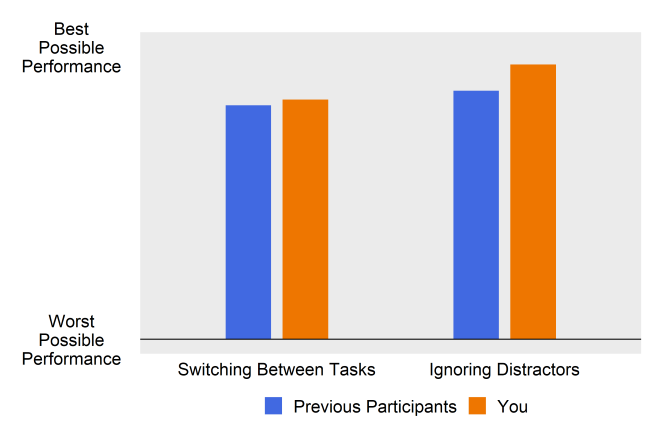 Best
Possible
Performance
Worst
Possible
Performance
Switching Between Tasks
Ignoring Distractors
Previous Participants
You